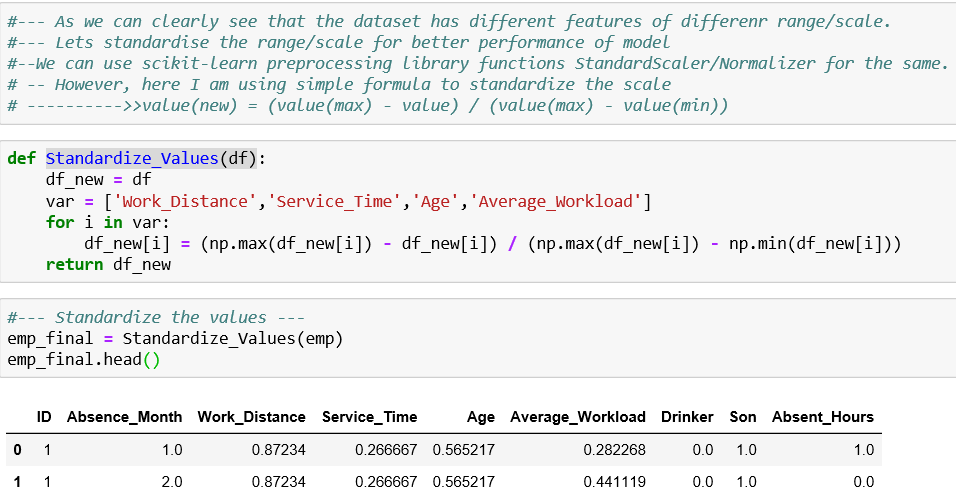 #--- As we can clearly see that the dataset has different features of differenr range/scale.
#--- Lets standardise the range/scale for better performance of model
#--We can use scikit-learn preprocessing library functions StandardScaler/Normalizer for the same.
# -- However, here I am using simple formula to standardize the scale
# ---------->>value(new) = (value(max) - value) / (value(max) - value(min))
def Standardize_Values(df):
    df_new = df
    var = ['Work_Distance','Service_Time','Age','Average_Workload']
    for i in var:
        df_new[i] = (np.max(df_new[i]) - df_new[i]) / (np.max(df_new[i]) - np.min(df_new[i]))
    return df_new
#--- Standardize the values ---
emp_final = Standardize_Values(emp)
emp_final.head()
ID Absence_Month Work_Distance Service_Time Age Average_Workload Drinker Son Absent_Hours
0 1 1.0 0.87234 0.266667 0.565217 0.282268 0.0 1.0 1.0
1 1 2.0 0.87234 0.266667 0.565217 0.441119 0.0 1.0 0.0